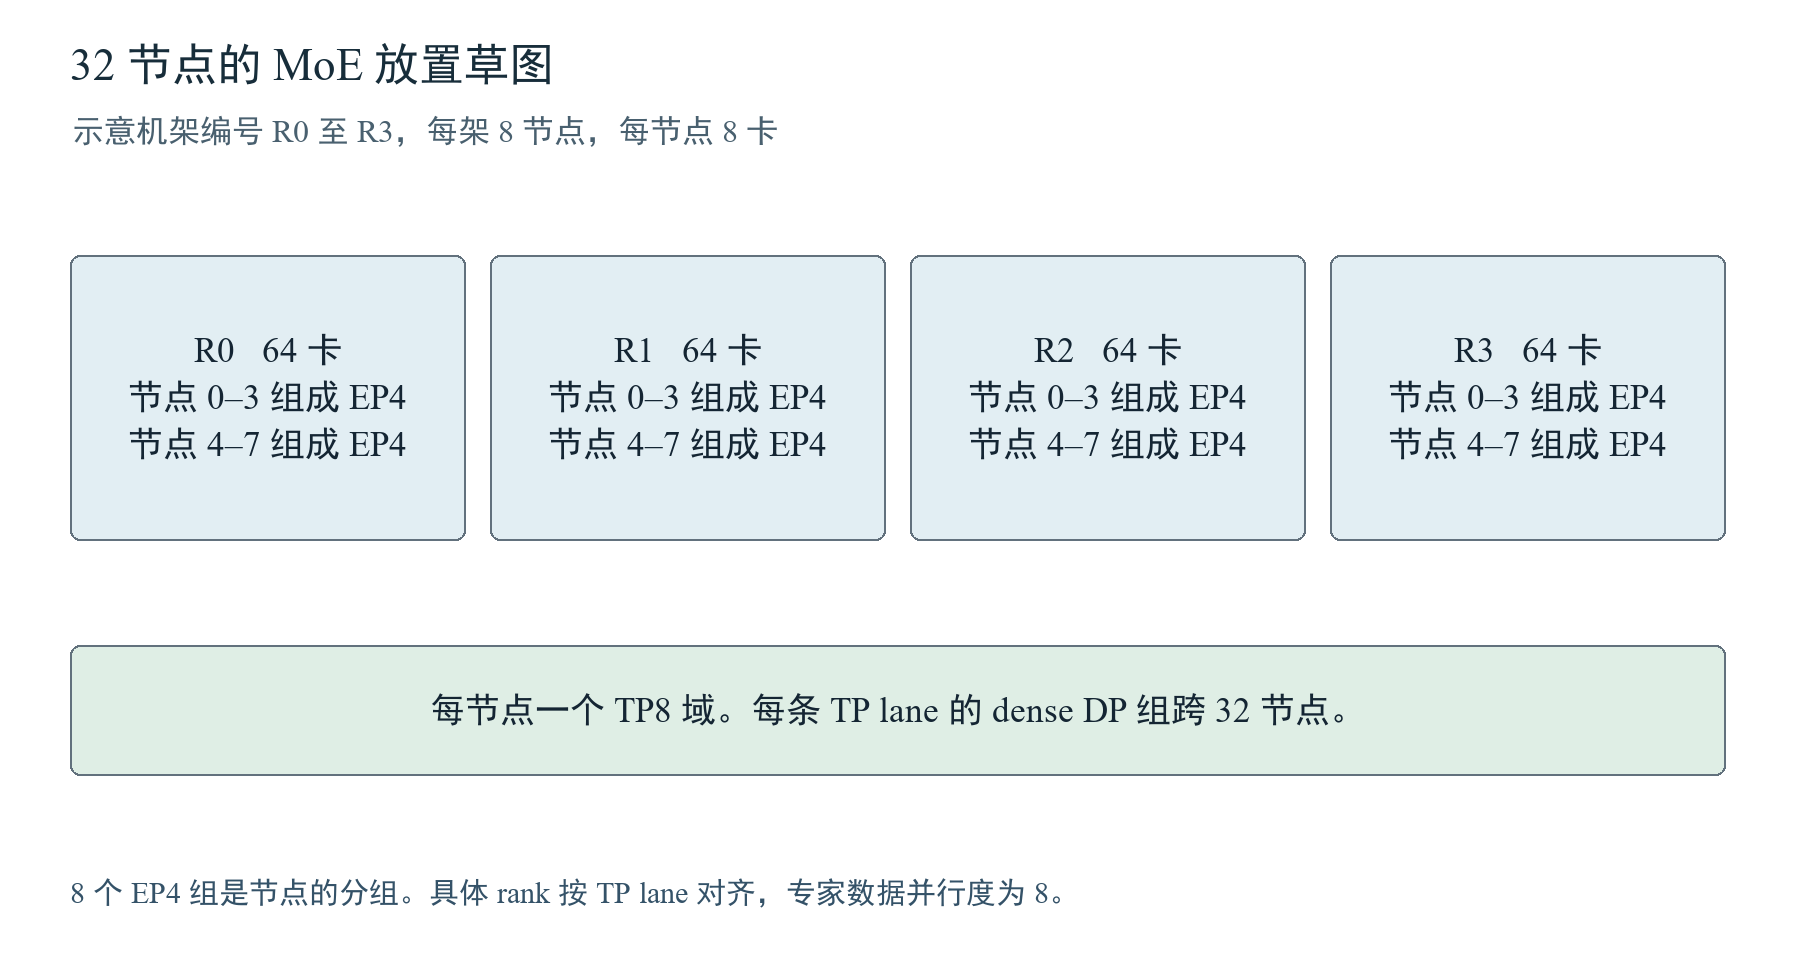 32 节点的 MoE 放置草图
示意机架编号 R0 至 R3，每架 8 节点，每节点 8 卡
R0 64 卡
节点 0–3 组成 EP4
节点 4–7 组成 EP4
R1 64 卡
节点 0–3 组成 EP4
节点 4–7 组成 EP4
R2 64 卡
节点 0–3 组成 EP4
节点 4–7 组成 EP4
R3 64 卡
节点 0–3 组成 EP4
节点 4–7 组成 EP4
每节点一个 TP8 域。每条 TP lane 的 dense DP 组跨 32 节点。
8 个 EP4 组是节点的分组。具体 rank 按 TP lane 对齐，专家数据并行度为 8。